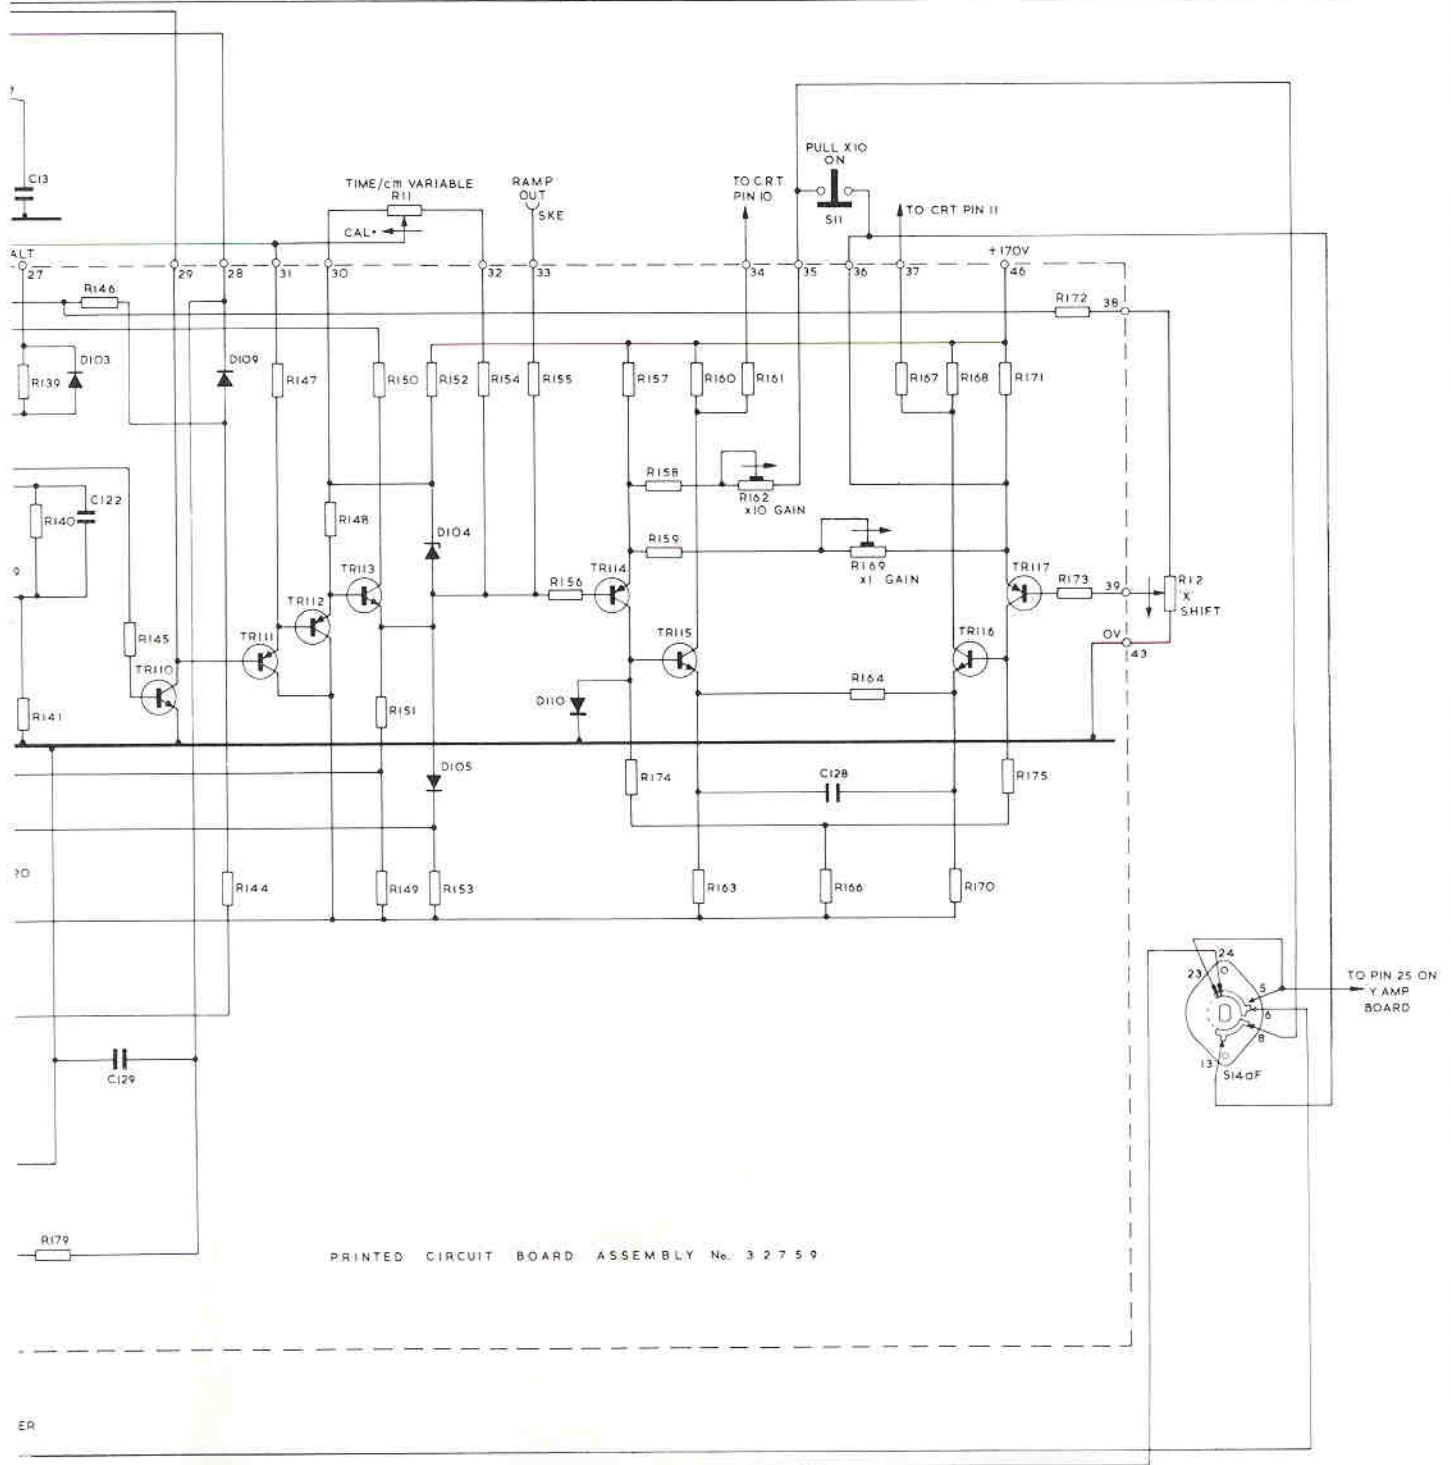 C13
TIME/cm VARIABLE
R11
CAL•
RAMP
OUT
SKE
TO C.R.T.
PIN 10
PULL X10
ON
S11
TO CRT PIN 11
+170V
ALT
27
29
28
31
30
32
33
34
35
36
37
46
R146
R172
38
D103
R139
D109
R147
R150
R152
R154
R155
R157
R160
R161
R167
R168
R171
C122
R140
R158
R162
x10 GAIN
R148
D104
R159
R169
x1 GAIN
9
TR113
TR112
R156
TR114
TR117
R173
39
R12
'X'
SHIFT
R145
TR111
TR110
TR115
TR116
0V
43
R141
R151
D110
R164
D105
R174
C128
R175
20
R144
R149
R153
R163
R166
R170
24
23
5
6
8
13
S14aF
TO PIN 25 ON
Y AMP
BOARD
C129
R179
PRINTED CIRCUIT BOARD ASSEMBLY No. 32759
ER